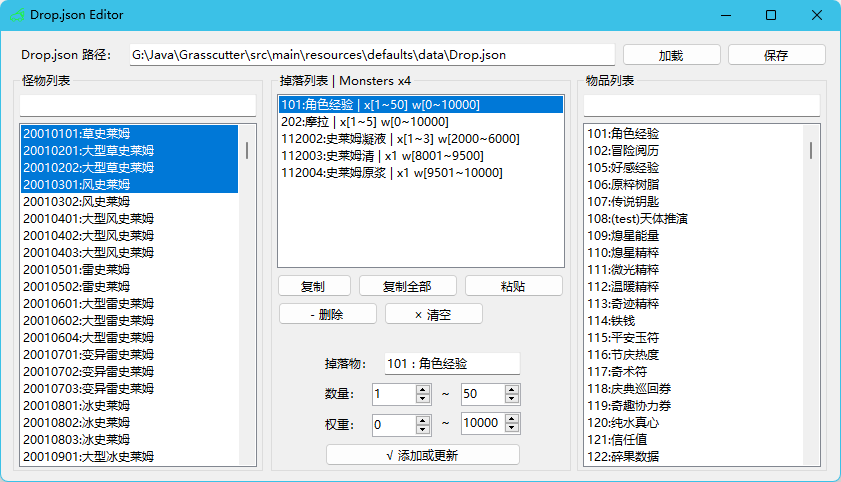 Drop.json Editor
Drop.json 路径：
G:\Java\Grasscutter\src\main\resources\defaults\data\Drop.json
加载
保存
怪物列表
20010101:草史莱姆
20010201:大型草史莱姆
20010202:大型草史莱姆
20010301:风史莱姆
20010302:风史莱姆
20010401:大型风史莱姆
20010402:大型风史莱姆
20010403:大型风史莱姆
20010501:雷史莱姆
20010502:雷史莱姆
20010601:大型雷史莱姆
20010602:大型雷史莱姆
20010604:大型雷史莱姆
20010701:变异雷史莱姆
20010702:变异雷史莱姆
20010703:变异雷史莱姆
20010801:冰史莱姆
20010802:冰史莱姆
20010803:冰史莱姆
20010901:大型冰史莱姆
掉落列表 | Monsters x4
101:角色经验 | x[1~50] w[0~10000]
202:摩拉 | x[1~5] w[0~10000]
112002:史莱姆凝液 | x[1~3] w[2000~6000]
112003:史莱姆清 | x1 w[8001~9500]
112004:史莱姆原浆 | x1 w[9501~10000]
复制
复制全部
粘贴
- 删除
× 清空
掉落物：
101 : 角色经验
数量：
1
~
50
权重：
0
~
10000
√ 添加或更新
物品列表
101:角色经验
102:冒险阅历
105:好感经验
106:原粹树脂
107:传说钥匙
108:(test)天体推演
109:熄星能量
110:熄星精粹
111:微光精粹
112:温暖精粹
113:奇迹精粹
114:铁钱
115:平安玉符
116:节庆热度
117:奇术符
118:庆典巡回券
119:奇趣协力券
120:纯水真心
121:信任值
122:碎果数据